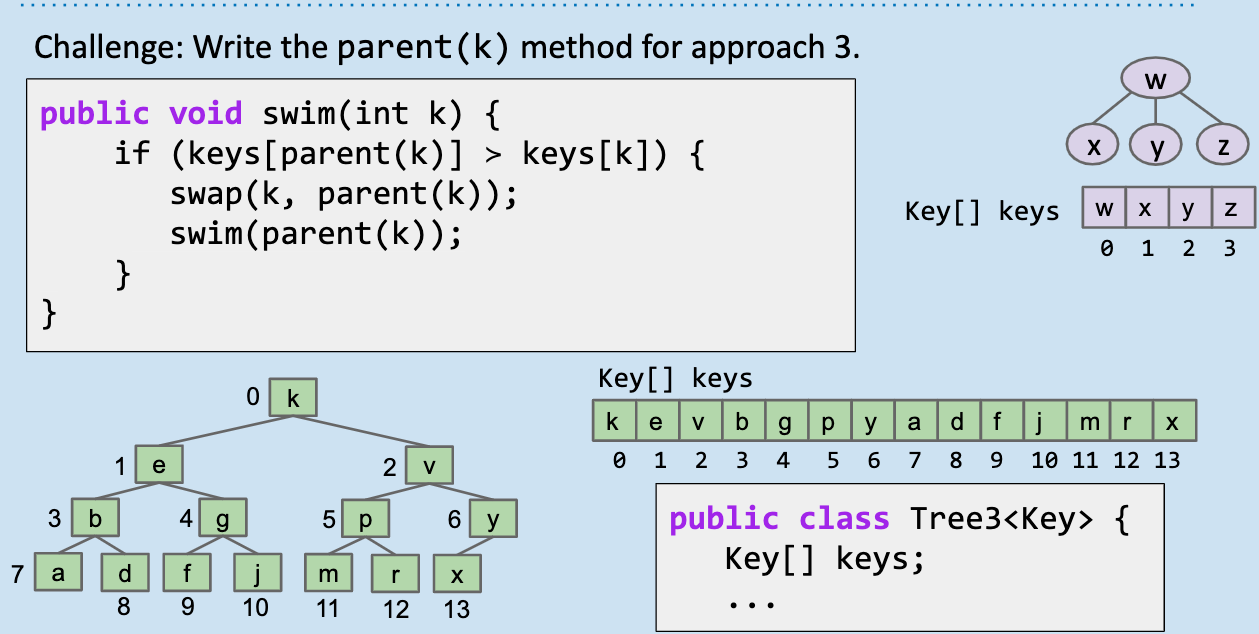 Challenge: Write the parent(k) method for approach 3.
public void swim(int k) {
if (keys[parent(k)] > keys[k]) {
swap(k, parent(k));
swim(parent(k));
}
}
w
x y z
Key[] keys w x y z
0 1 2 3
0 k
1 e 2 v
3 b 4 g 5 p 6 y
7 a d f j m r x
8 9 10 11 12 13
Key[] keys
k e v b g p y a d f j m r x
0 1 2 3 4 5 6 7 8 9 10 11 12 13
public class Tree3<Key> {
Key[] keys;
...